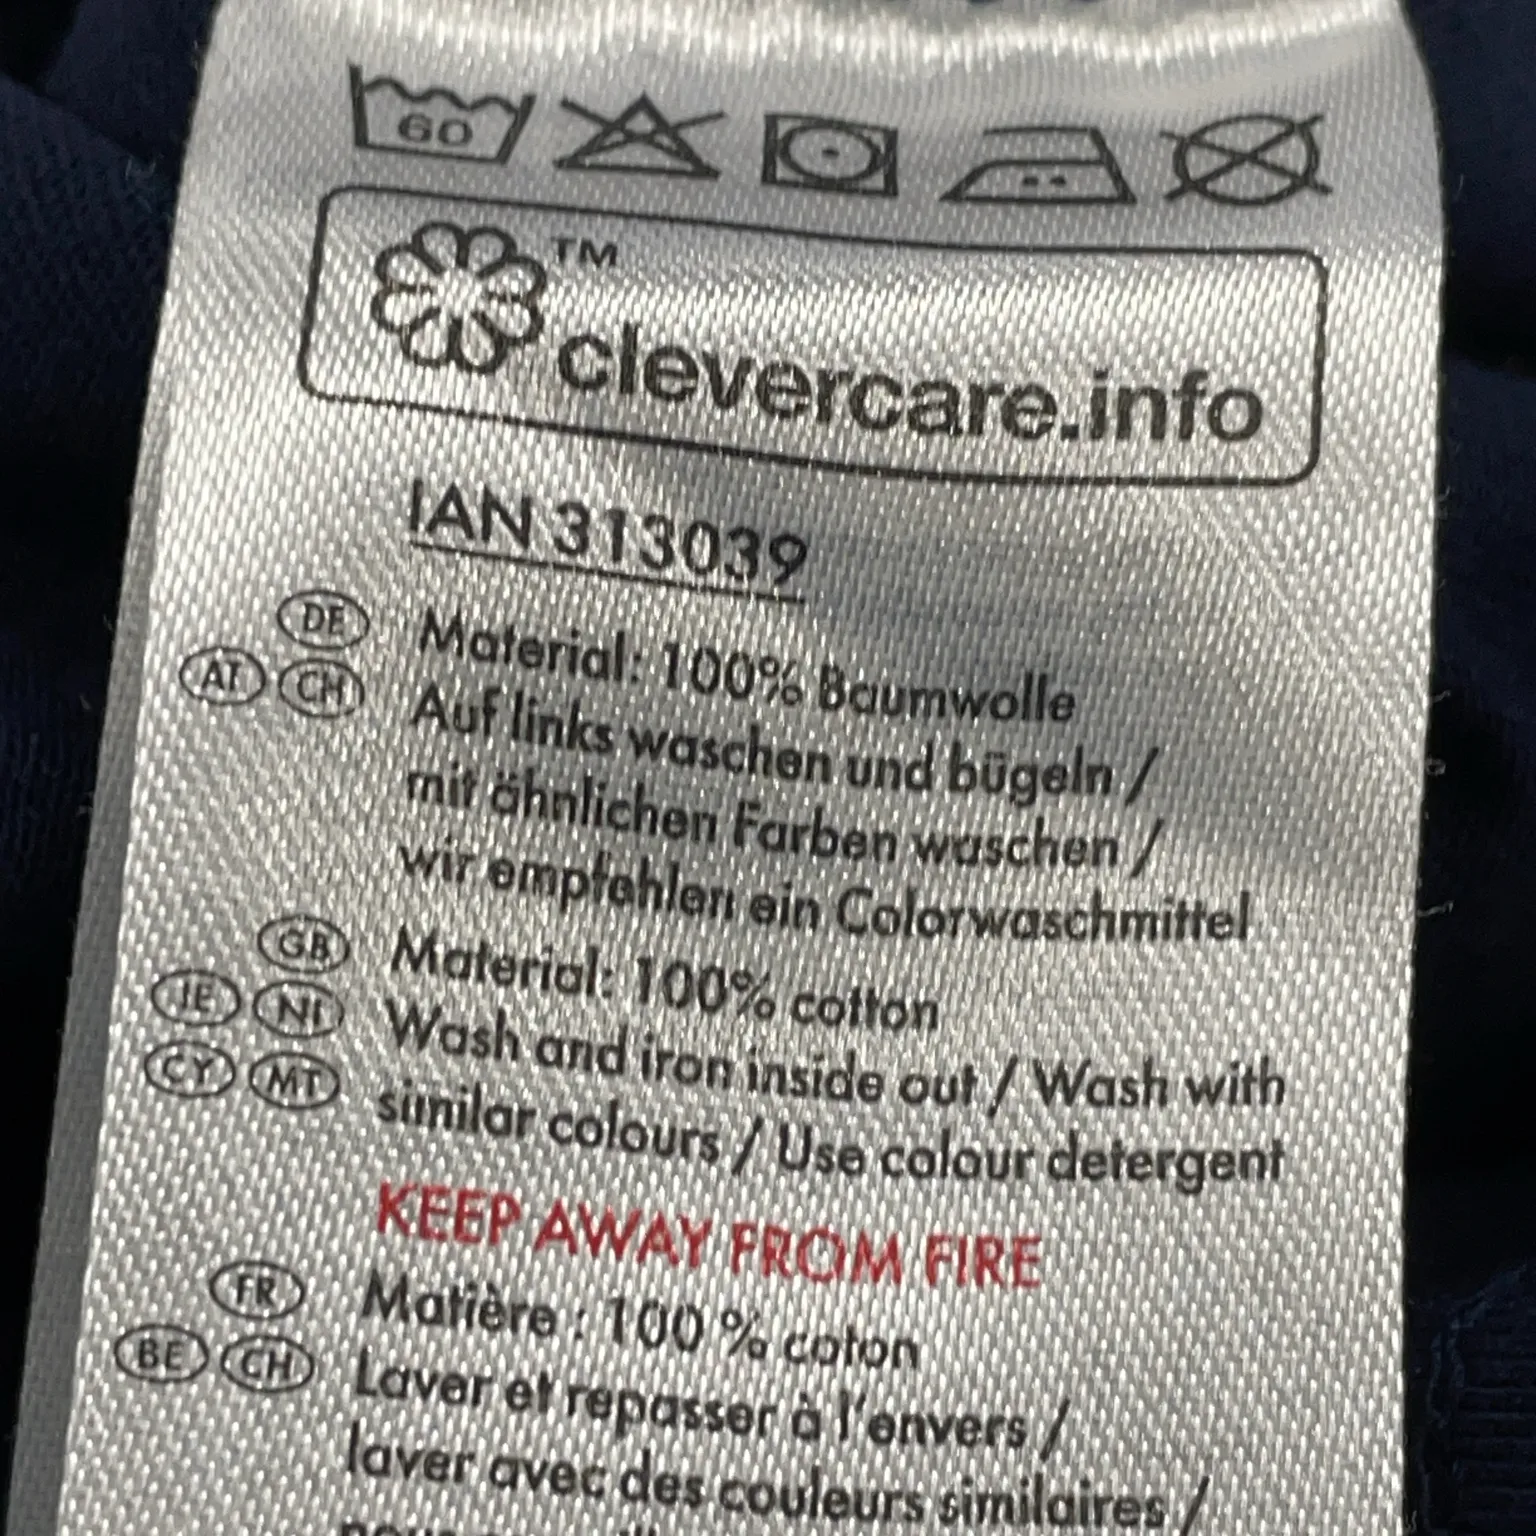 60
TM
clevercare.info
IAN 313039
DE Material: 100% Baumwolle
AT CH Auf links waschen und bügeln /
mit ähnlichen Farben waschen /
wir empfehlen ein Colorwaschmittel
GB Material: 100% cotton
IE NI Wash and iron inside out / Wash with
CY MT similar colours / Use colour detergent
KEEP AWAY FROM FIRE
FR Matière : 100 % coton
BE CH Laver et repasser à l'envers /
laver avec des couleurs similaires /